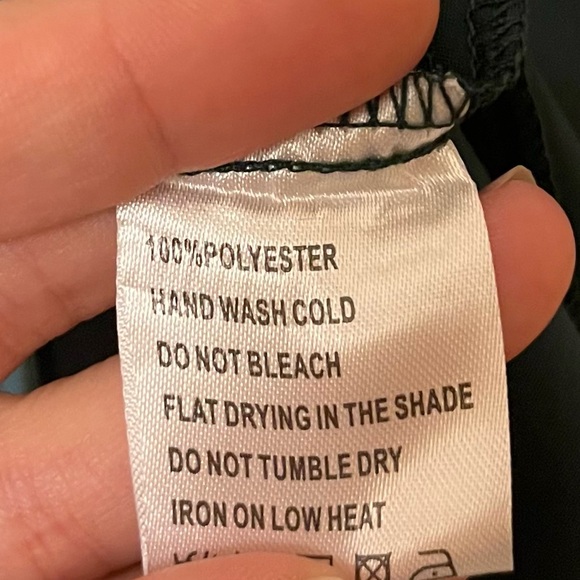 100%POLYESTER
HAND WASH COLD
DO NOT BLEACH
FLAT DRYING IN THE SHADE
DO NOT TUMBLE DRY
IRON ON LOW HEAT